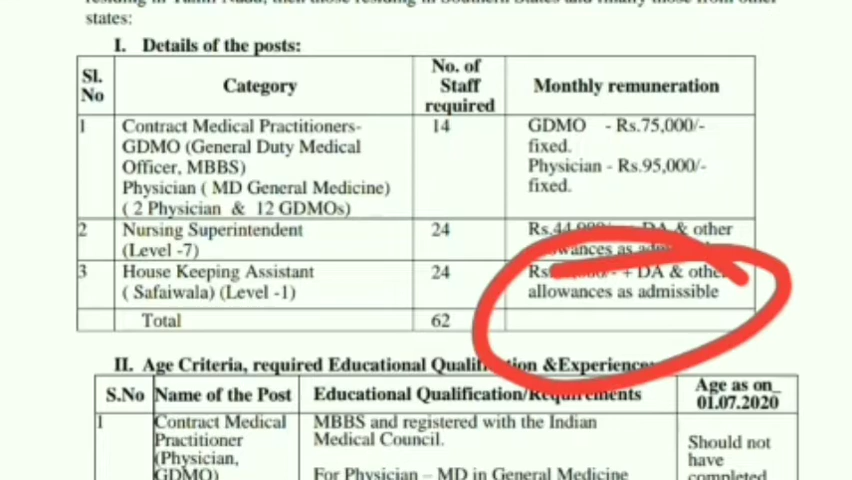 states:
I. Details of the posts:
Sl. No
Category
No. of Staff required
Monthly remuneration
1
Contract Medical Practitioners-
GDMO (General Duty Medical
Officer, MBBS)
Physician ( MD General Medicine)
( 2 Physician & 12 GDMOs)
14
GDMO - Rs.75,000/-
fixed.
Physician - Rs.95,000/-
fixed.
2
Nursing Superintendent
(Level -7)
24
DA & other
as
3
House Keeping Assistant
( Safaiwala) (Level -1)
24
+ DA & other
allowances as admissible
Total
62
II. Age Criteria, required Educational Qualification &Experience:
S.No
Name of the Post
Educational Qualification/Requirements
Age as on
01.07.2020
1
Contract Medical
Practitioner
(Physician,
GDMO)
MBBS and registered with the Indian
Medical Council.
For Physician – MD in General Medicine
Should not
have
completed